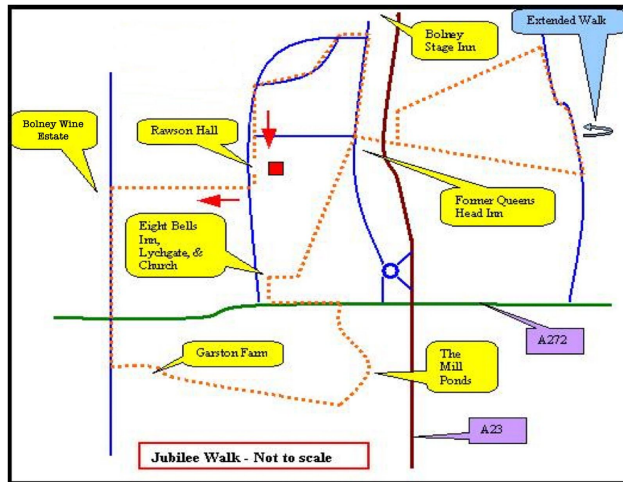 Bolney
Stage Inn
Extended Walk
Bolney Wine
Estate
Rawson Hall
Former Queens
Head Inn
Eight Bells
Inn,
Lychgate, &
Church
A272
Garston Farm
The
Mill
Ponds
A23
Jubilee Walk - Not to scale